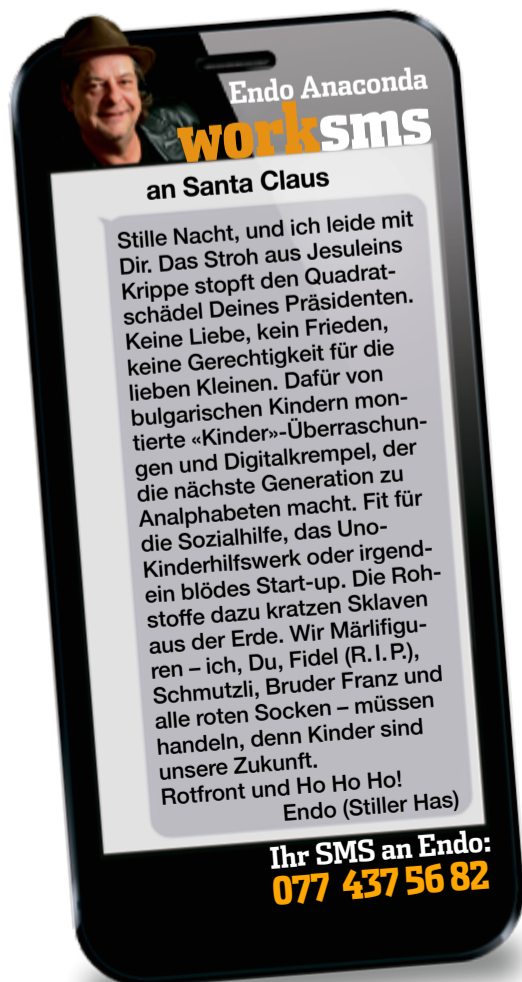 Endo Anaconda
worksms
an Santa Claus
Stille Nacht, und ich leide mit
Dir. Das Stroh aus Jesuleins
Krippe stopft den Quadrat-
schädel Deines Präsidenten.
Keine Liebe, kein Frieden,
keine Gerechtigkeit für die
lieben Kleinen. Dafür von
bulgarischen Kindern mon-
tierte «Kinder»-Überraschun-
gen und Digitalkrempel, der
die nächste Generation zu
Analphabeten macht. Fit für
die Sozialhilfe, das Uno-
Kinderhilfswerk oder irgend-
ein blödes Start-up. Die Roh-
stoffe dazu kratzen Sklaven
aus der Erde. Wir Märlifigu-
ren – ich, Du, Fidel (R. I. P.),
Schmutzli, Bruder Franz und
alle roten Socken – müssen
handeln, denn Kinder sind
unsere Zukunft.
Rotfront und Ho Ho Ho!
Endo (Stiller Has)
Ihr SMS an Endo:
077 437 56 82